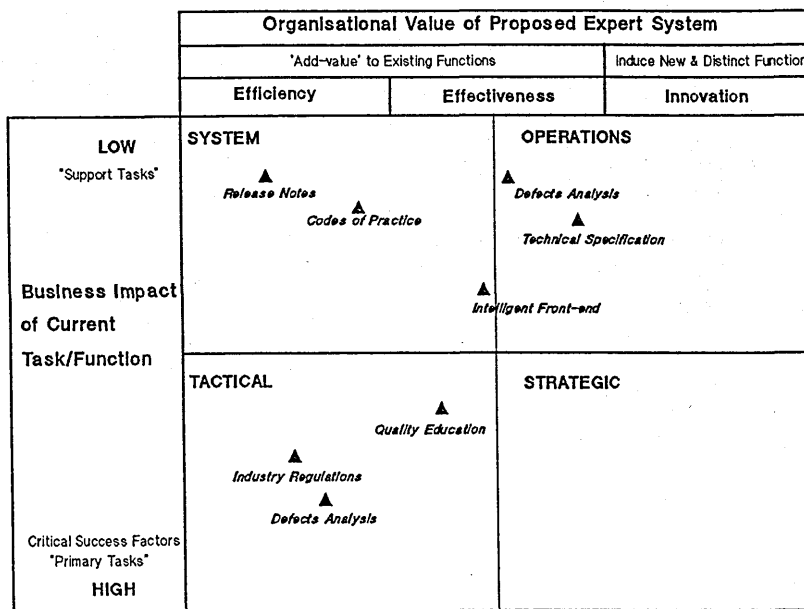 Organisational Value of Proposed Expert System
'Add-value' to Existing Functions
Induce New & Distinct Function
Efficiency
Effectiveness
Innovation
LOW
"Support Tasks"
Business Impact
of Current
Task/Function
Critical Success Factors
"Primary Tasks"
HIGH
SYSTEM
Release Notes
Codes of Practice
Intelligent Front-end
OPERATIONS
Defects Analysis
Technical Specification
TACTICAL
Quality Education
Industry Regulations
Defects Analysis
STRATEGIC